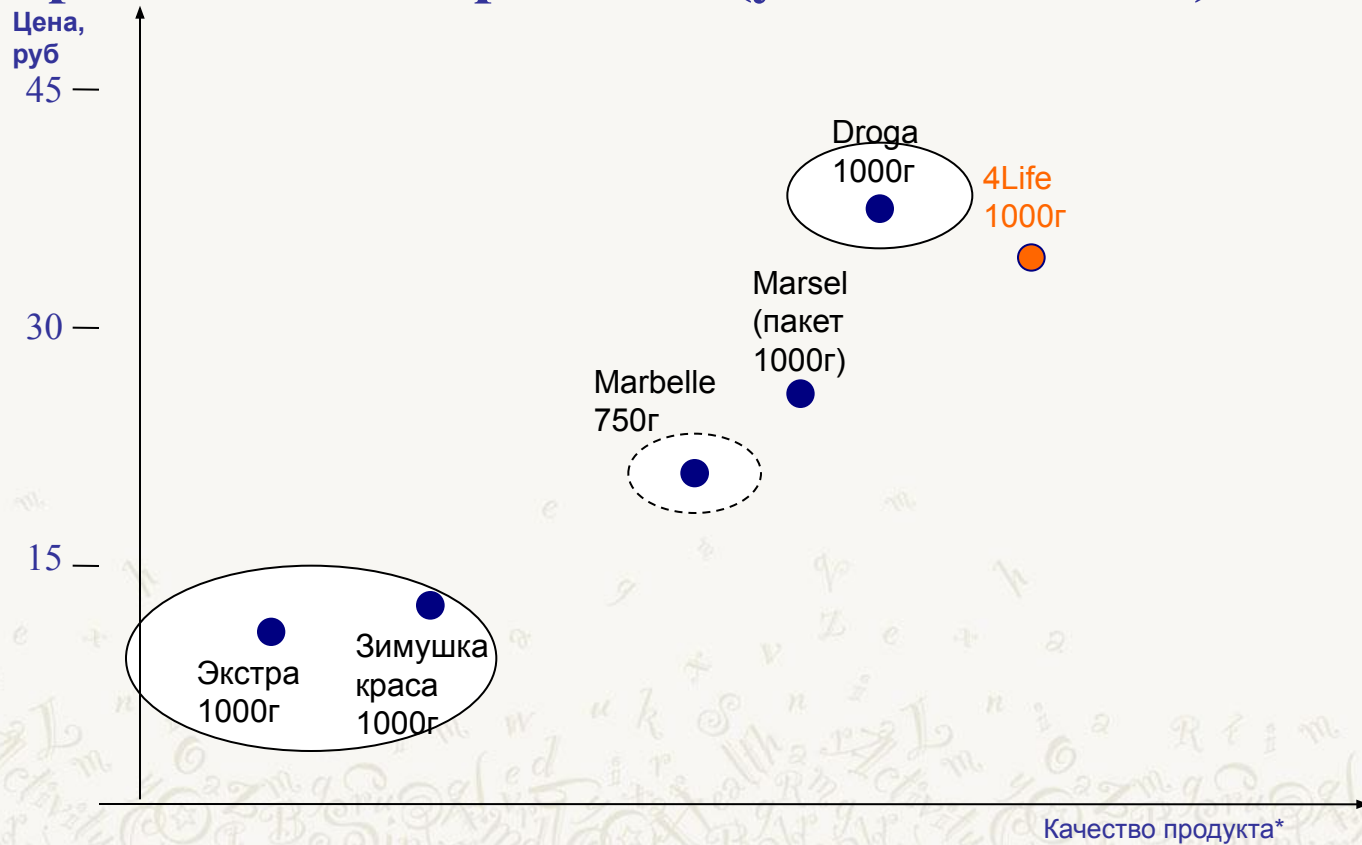 Цена,
руб
45
Droga
1000г
4Life
1000г
30
Marsel
(пакет
1000г)
Marbelle
750г
15
Экстра
1000г
Зимушка
краса
1000г
Качество продукта*